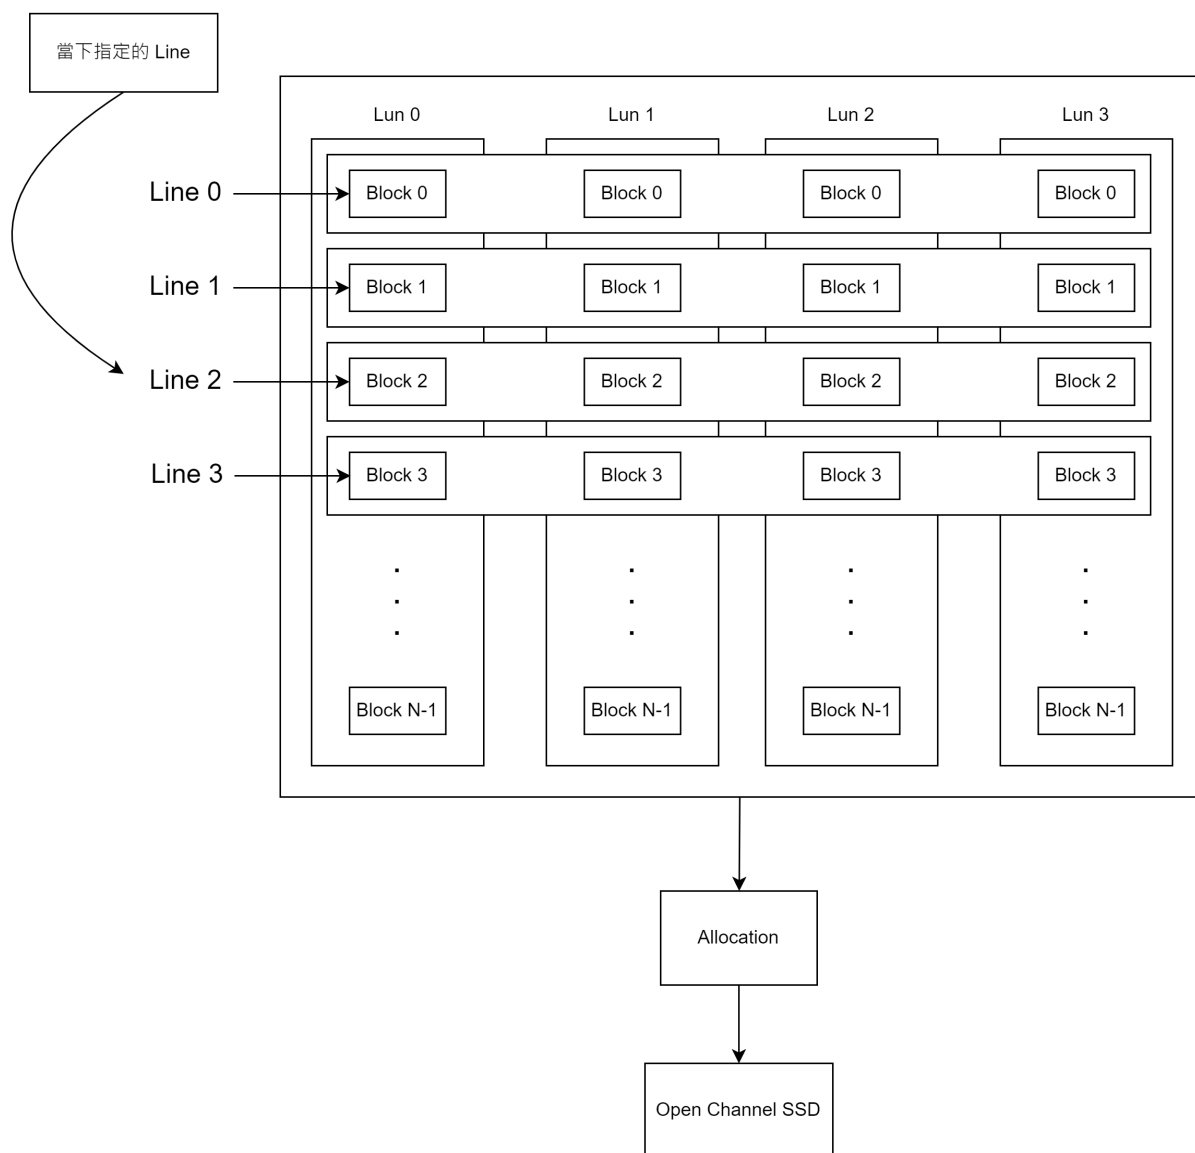 當下指定的 Line
Lun 0 Lun 1 Lun 2 Lun 3
Line 0 Block 0 Block 0 Block 0 Block 0
Line 1 Block 1 Block 1 Block 1 Block 1
Line 2 Block 2 Block 2 Block 2 Block 2
Line 3 Block 3 Block 3 Block 3 Block 3
Block N-1 Block N-1 Block N-1 Block N-1
Allocation
Open Channel SSD